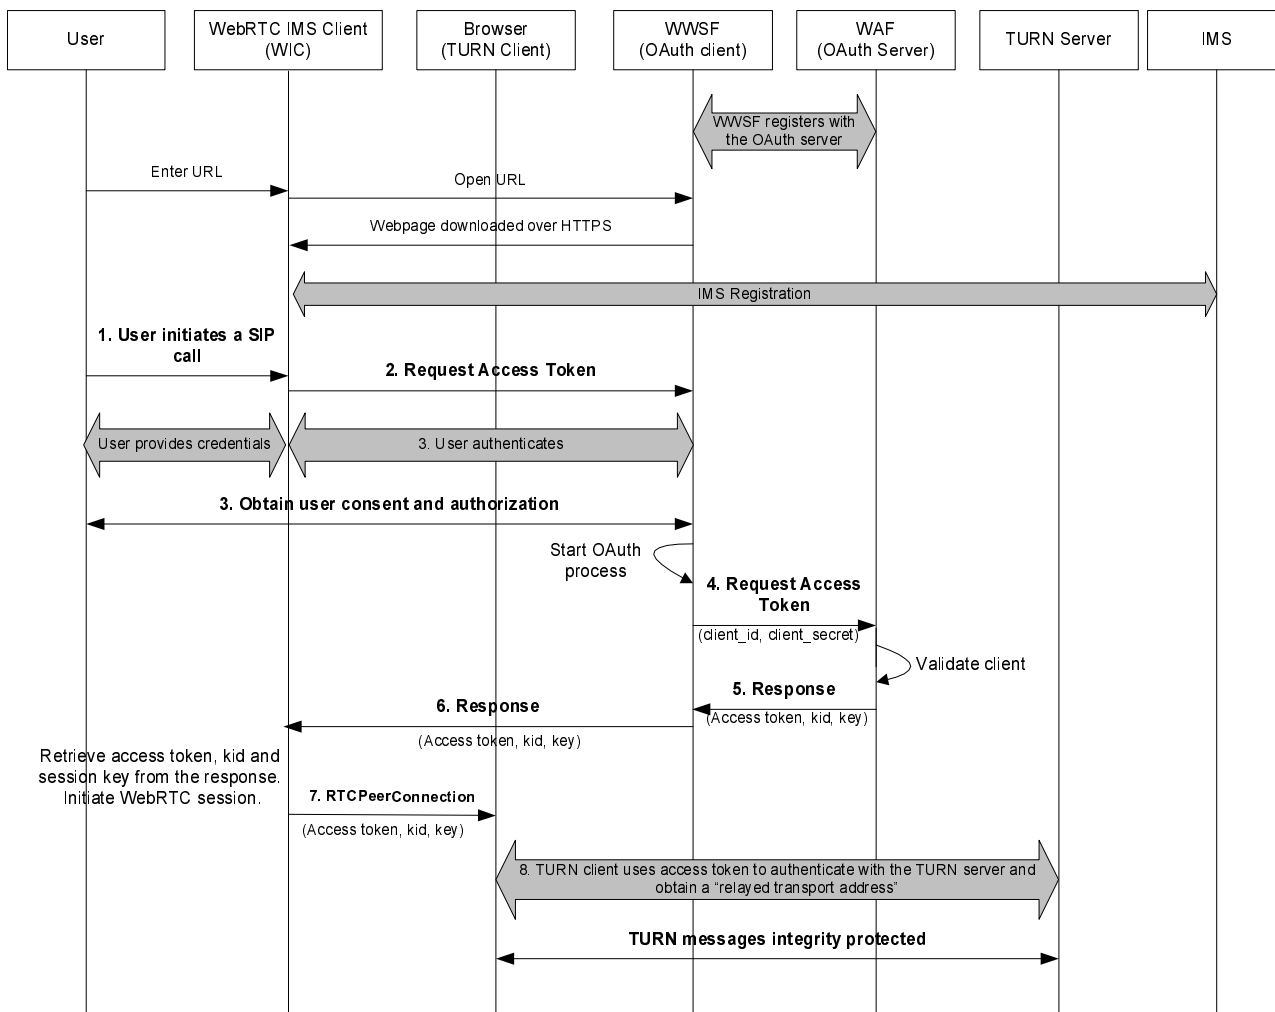 User
WebRTC IMS Client
(WIC)
Browser
(TURN Client)
WWSF
(OAuth client)
WAF
(OAuth Server)
TURN Server
IMS
WWSF registers with
the OAuth server
Enter URL
Open URL
Webpage downloaded over HTTPS
IMS Registration
1. User initiates a SIP
call
2. Request Access Token
User provides credentials
3. User authenticates
3. Obtain user consent and authorization
Start OAuth
process
4. Request Access
Token
(client_id, client_secret)
Validate client
5. Response
(Access token, kid, key)
6. Response
(Access token, kid, key)
Retrieve access token, kid and
session key from the response.
Initiate WebRTC session.
7. RTCPeerConnection
(Access token, kid, key)
8. TURN client uses access token to authenticate with the TURN server and
obtain a “relayed transport address”
TURN messages integrity protected